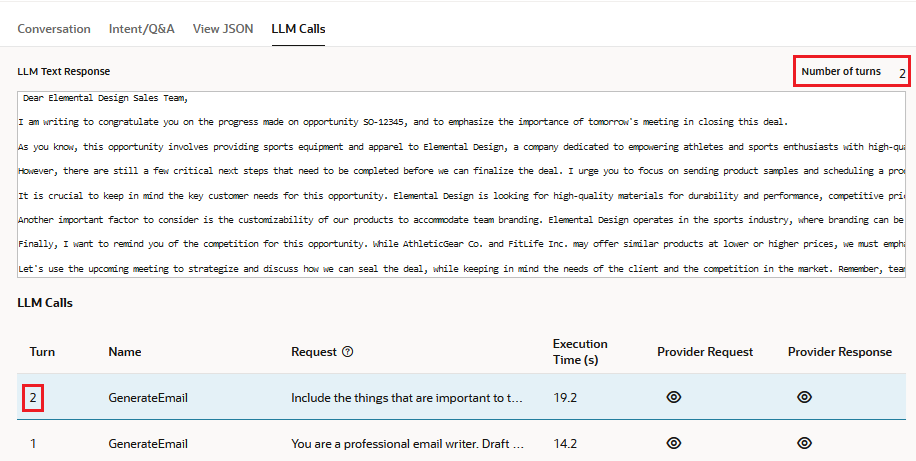 Conversation Intent/Q&A View JSON LLM Calls
LLM Text Response Number of turns 2
Dear Elemental Design Sales Team,
I am writing to congratulate you on the progress made on opportunity SO-12345, and to emphasize the importance of tomorrow's meeting in closing this deal.
As you know, this opportunity involves providing sports equipment and apparel to Elemental Design, a company dedicated to empowering athletes and sports enthusiasts with high-qua
However, there are still a few critical next steps that need to be completed before we can finalize the deal. I urge you to focus on sending product samples and scheduling a pro
It is crucial to keep in mind the key customer needs for this opportunity. Elemental Design is looking for high-quality materials for durability and performance, competitive pri
Another important factor to consider is the customizability of our products to accommodate team branding. Elemental Design operates in the sports industry, where branding can be
Finally, I want to remind you of the competition for this opportunity. While AthleticGear Co. and FitLife Inc. may offer similar products at lower or higher prices, we must emph
Let's use the upcoming meeting to strategize and discuss how we can seal the deal, while keeping in mind the needs of the client and the competition in the market. Remember, tea
LLM Calls
Turn Name Request Execution Time (s) Provider Request Provider Response
2 GenerateEmail Include the things that are important to t... 19.2
1 GenerateEmail You are a professional email writer. Draft ... 14.2